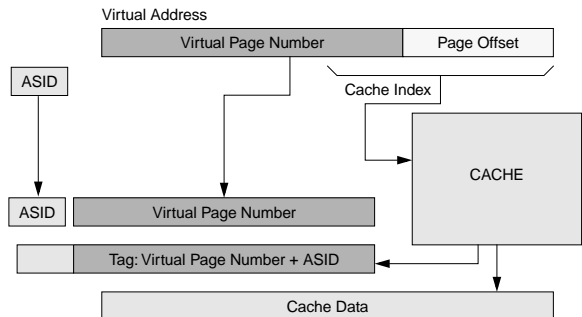 Virtual Address
Virtual Page Number
Page Offset
ASID
Cache Index
CACHE
ASID
Virtual Page Number
Tag: Virtual Page Number + ASID
Cache Data